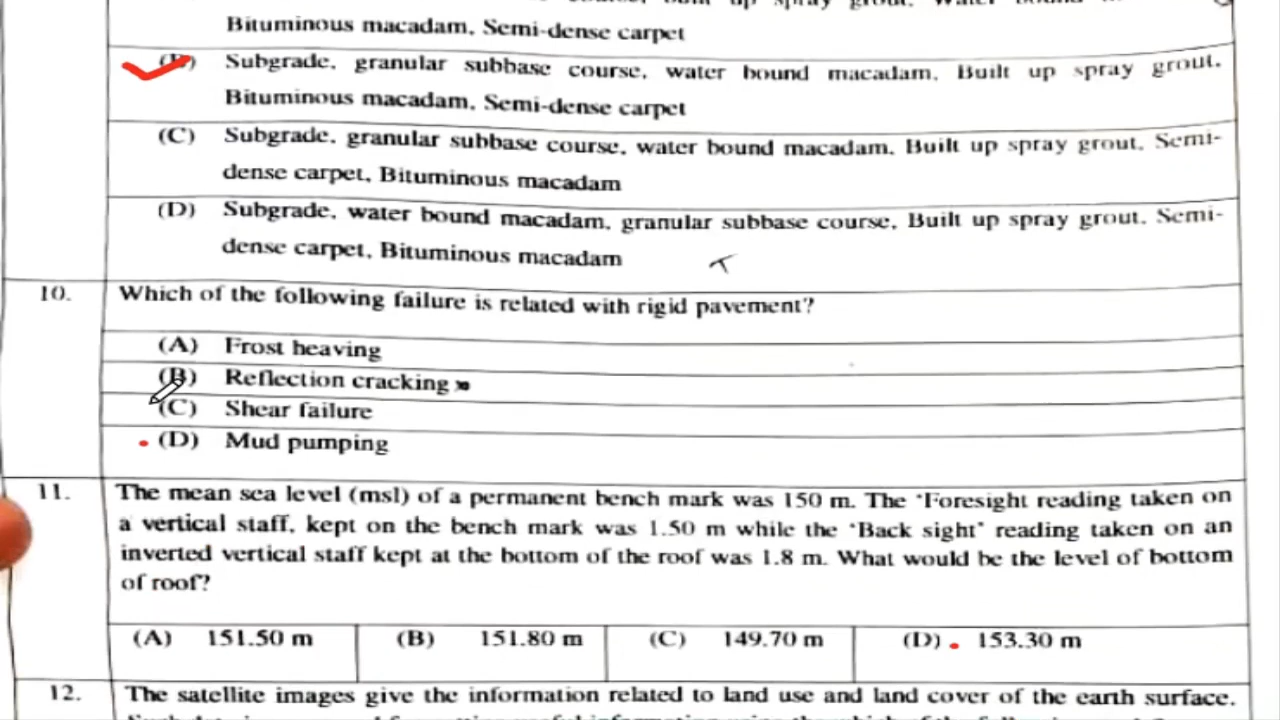 Bituminous macadam, Semi-dense carpet
Subgrade, granular subbase course, water bound macadam, Built up spray grout,
Bituminous macadam, Semi-dense carpet
(C) Subgrade, granular subbase course, water bound macadam, Built up spray grout, Semi-
dense carpet, Bituminous macadam
(D) Subgrade, water bound macadam, granular subbase course, Built up spray grout, Semi-
dense carpet, Bituminous macadam
10. Which of the following failure is related with rigid pavement?
(A) Frost heaving
(B) Reflection cracking
(C) Shear failure
(D) Mud pumping
11. The mean sea level (msl) of a permanent bench mark was 150 m. The 'Foresight reading taken on
a vertical staff, kept on the bench mark was 1.50 m while the 'Back sight' reading taken on an
inverted vertical staff kept at the bottom of the roof was 1.8 m. What would be the level of bottom
of roof?
(A) 151.50 m (B) 151.80 m (C) 149.70 m (D) 153.30 m
12. The satellite images give the information related to land use and land cover of the earth surface.